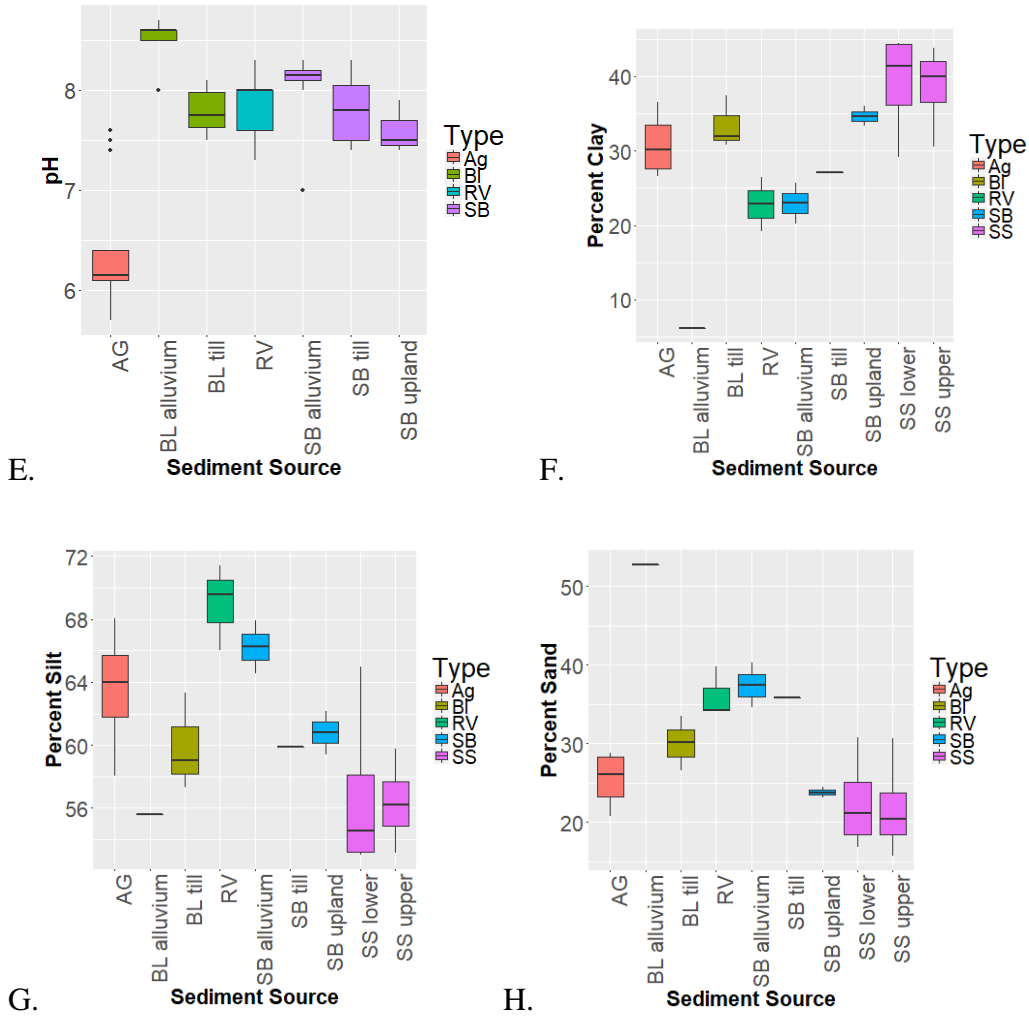 8
7
6
pH
AG
BL alluvium
BL till
RV
SB alluvium
SB till
SB upland
Sediment Source
Type
Ag
Bl
RV
SB
E.
40
30
20
10
Percent Clay
AG
BL alluvium
BL till
RV
SB alluvium
SB till
SB upland
SS lower
SS upper
Sediment Source
Type
Ag
Bl
RV
SB
SS
F.
72
68
64
60
56
Percent Silt
AG
BL alluvium
BL till
RV
SB alluvium
SB till
SB upland
SS lower
SS upper
Sediment Source
Type
Ag
Bl
RV
SB
SS
G.
50
40
30
20
Percent Sand
AG
BL alluvium
BL till
RV
SB alluvium
SB till
SB upland
SS lower
SS upper
Sediment Source
Type
Ag
Bl
RV
SB
SS
H.